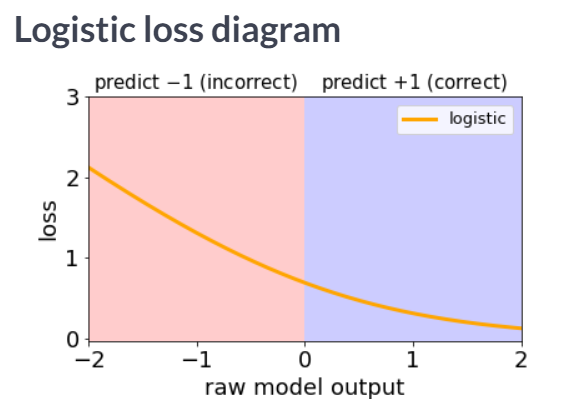 Logistic loss diagram
predict −1 (incorrect) predict +1 (correct)
logistic
3
2
1
0
loss
−2 −1 0 1 2
raw model output